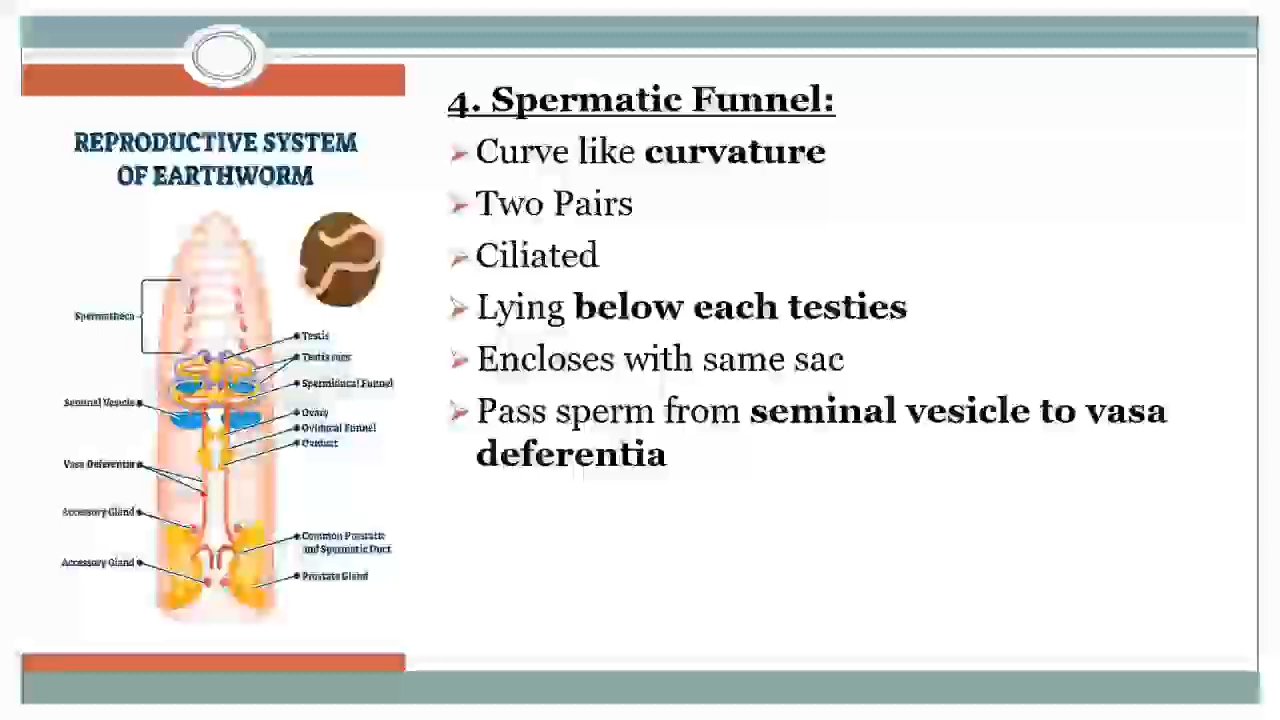 REPRODUCTIVE SYSTEM
OF EARTHWORM
Spermatheca
Seminal Vesicle
Vasa Deferentia
Accessory Gland
Accessory Gland
Testis
Testis sacs
Spermiducal Funnel
Ovary
Oviducal Funnel
Oviduct
Common Prostatic
and Spermatic Duct
Prostate Gland
4. Spermatic Funnel:
Curve like curvature
Two Pairs
Ciliated
Lying below each testies
Encloses with same sac
Pass sperm from seminal vesicle to vasa
deferentia